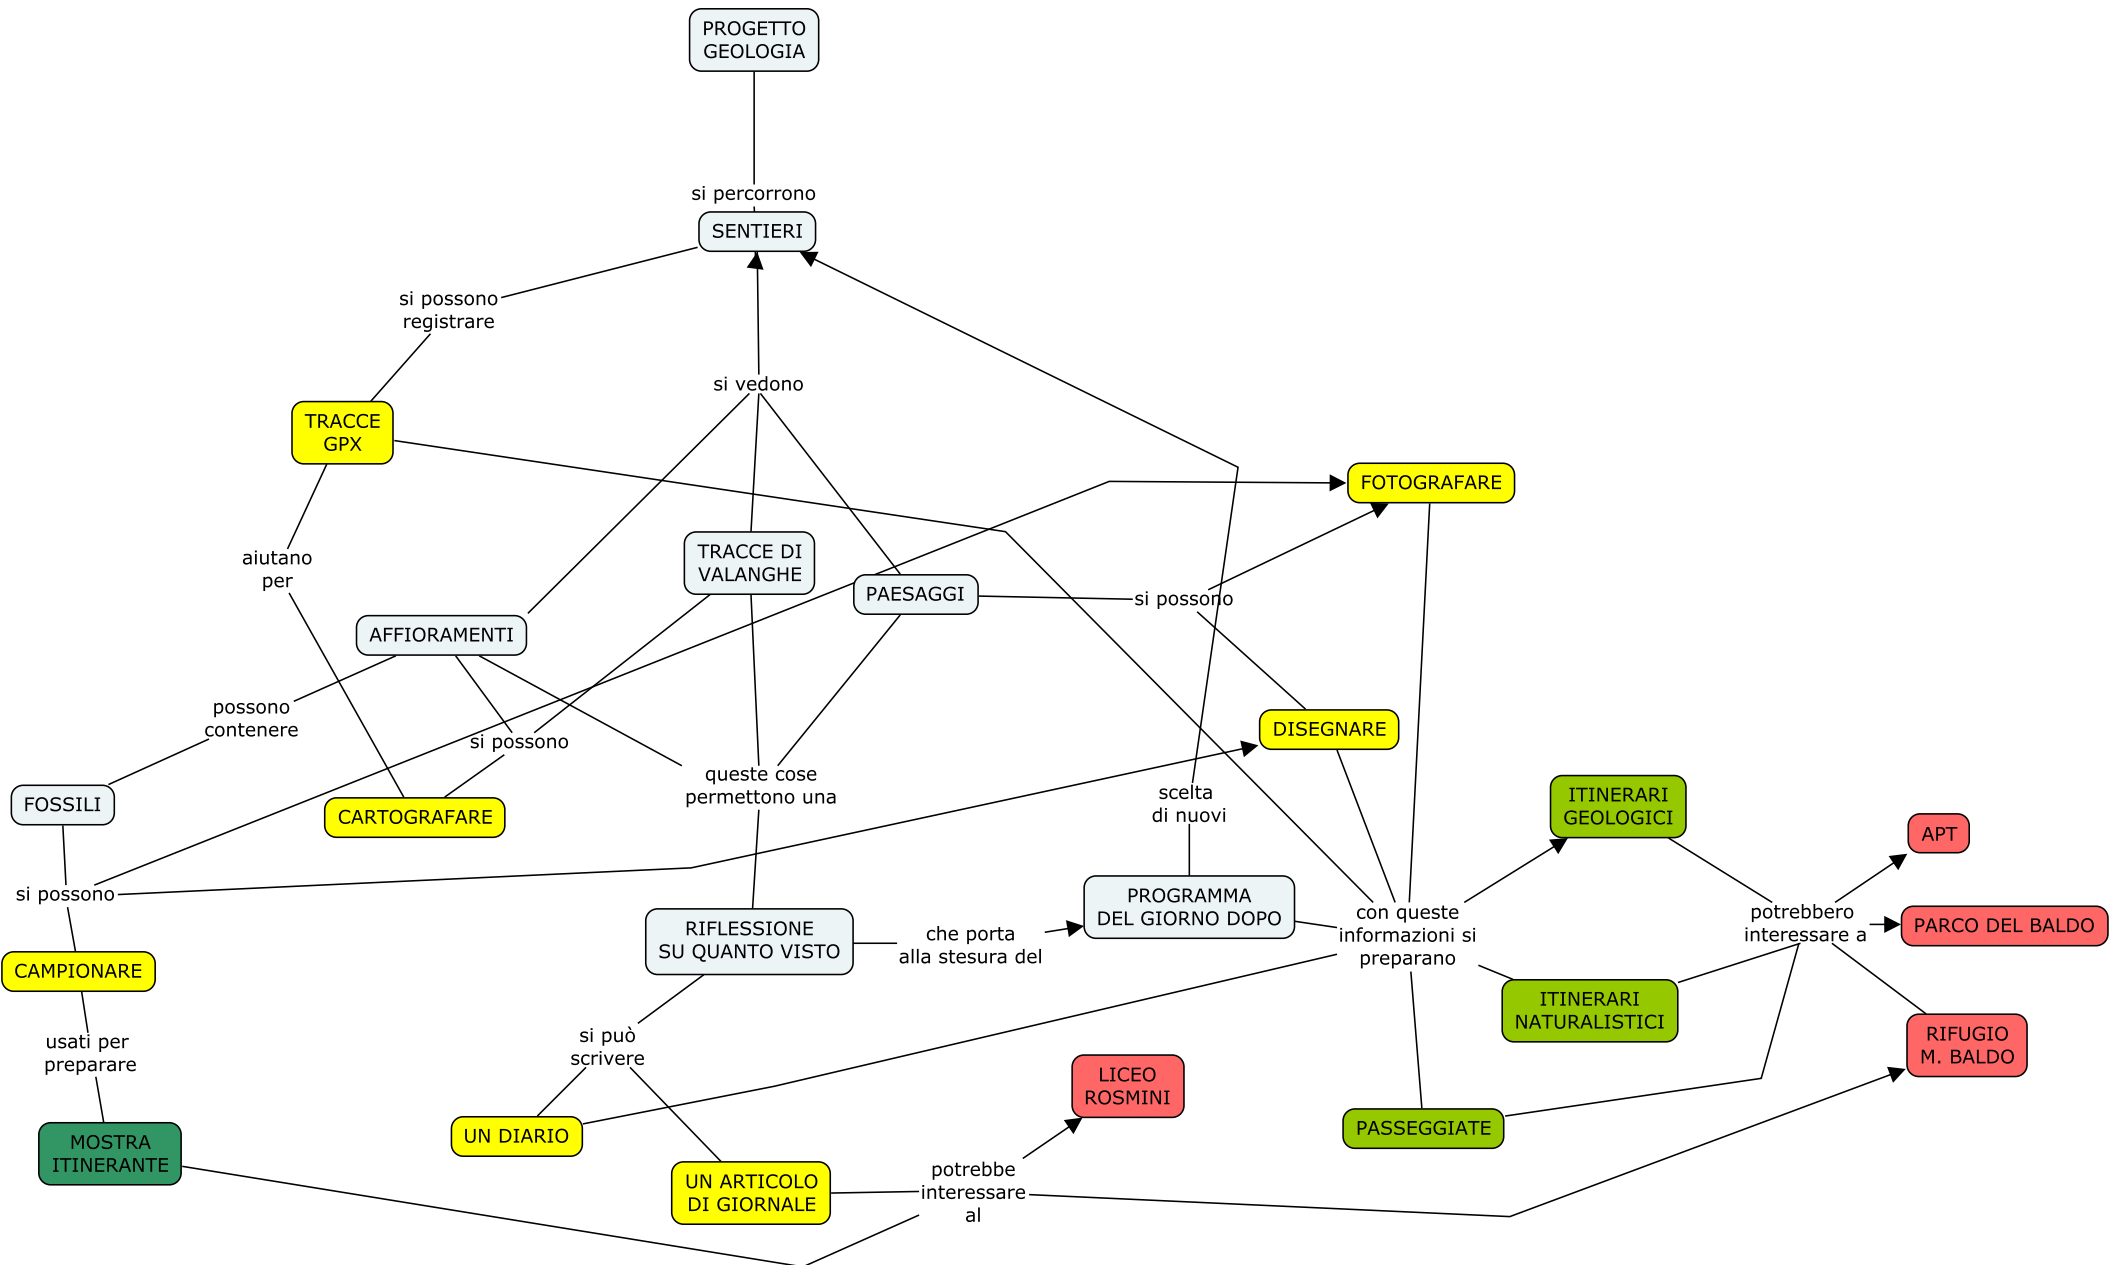 PROGETTO
GEOLOGIA
si percorrono
SENTIERI
si possono
registrare
si vedono
TRACCE
GPX
FOTOGRAFARE
TRACCE DI
VALANGHE
aiutano
per
PAESAGGI
si possono
AFFIORAMENTI
possono
contenere
DISEGNARE
si possono
queste cose
permettono una
scelta
di nuovi
ITINERARI
GEOLOGICI
FOSSILI
CARTOGRAFARE
APT
si possono
PROGRAMMA
DEL GIORNO DOPO
con queste
informazioni si
preparano
potrebbero
interessare a
PARCO DEL BALDO
RIFLESSIONE
SU QUANTO VISTO
che porta
alla stesura del
CAMPIONARE
ITINERARI
NATURALISTICI
usati per
preparare
si può
scrivere
RIFUGIO
M. BALDO
LICEO
ROSMINI
MOSTRA
ITINERANTE
UN DIARIO
PASSEGGIATE
UN ARTICOLO
DI GIORNALE
potrebbe
interessare
al